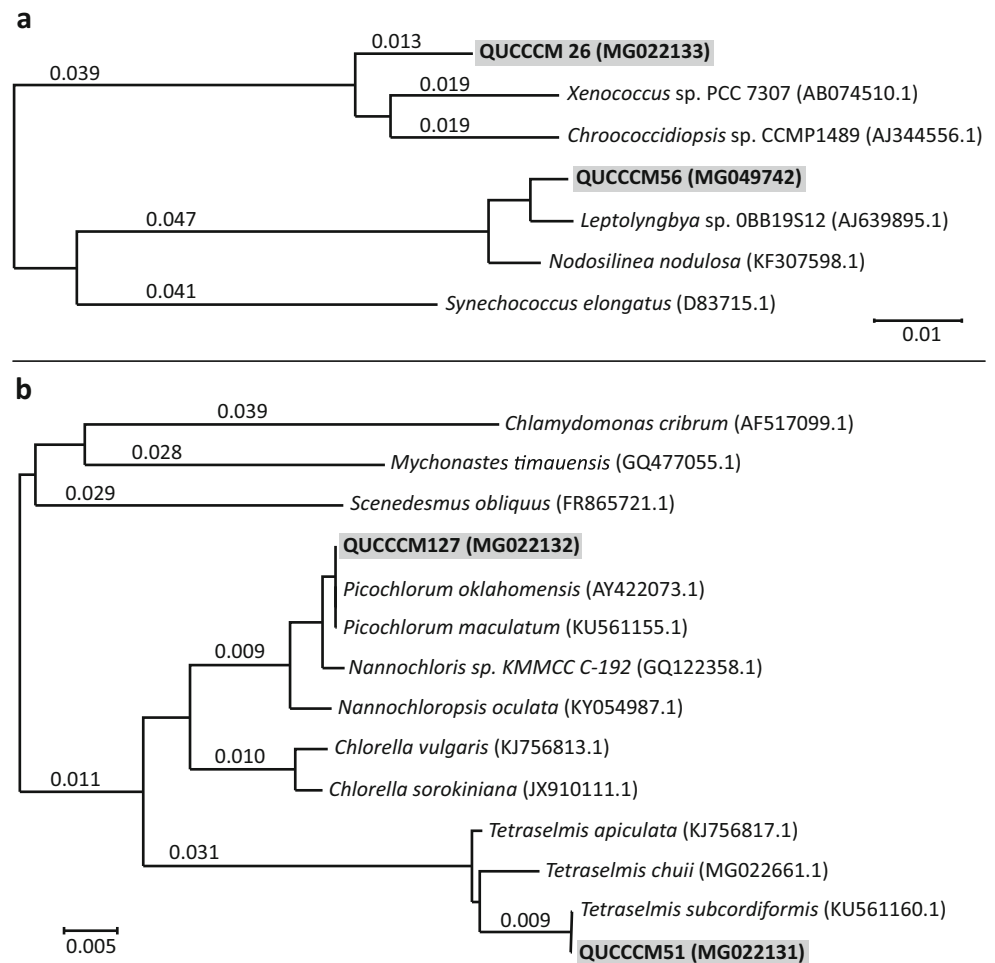 a
0.013
QUCCCM 26 (MG022133)
0.039
0.019
Xenococcus sp. PCC 7307 (AB074510.1)
0.019
Chroococcidiopsis sp. CCMP1489 (AJ344556.1)
QUCCCM56 (MG049742)
0.047
Leptolyngbya sp. 0BB19S12 (AJ639895.1)
Nodosilinea nodulosa (KF307598.1)
0.041
Synechococcus elongatus (D83715.1)
0.01
b
0.039
Chlamydomonas cribrum (AF517099.1)
0.028
Mychonastes timauensis (GQ477055.1)
0.029
Scenedesmus obliquus (FR865721.1)
QUCCCM127 (MG022132)
Picochlorum oklahomensis (AY422073.1)
Picochlorum maculatum (KU561155.1)
0.009
Nannochloris sp. KMMCC C-192 (GQ122358.1)
Nannochloropsis oculata (KY054987.1)
Chlorella vulgaris (KJ756813.1)
0.010
0.011
Chlorella sorokiniana (JX910111.1)
Tetraselmis apiculata (KJ756817.1)
0.031
Tetraselmis chuii (MG022661.1)
0.009
Tetraselmis subcordiformis (KU561160.1)
0.005
QUCCCM51 (MG022131)